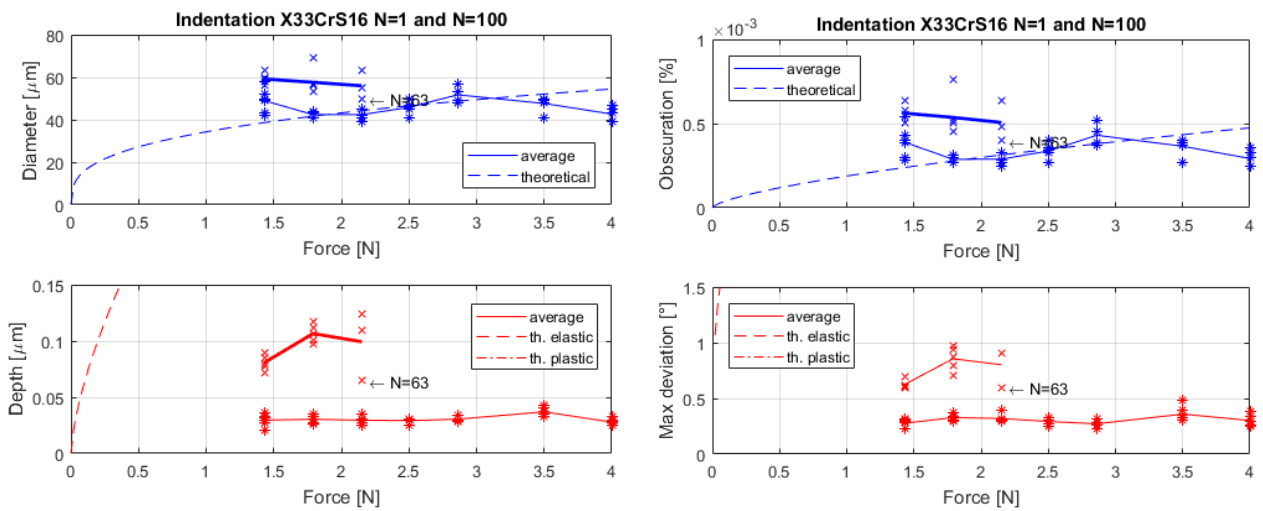 Indentation X33CrS16 N=1 and N=100
Diameter [μm]
80
60
40
20
0
← N=63
average
theoretical
0 0.5 1 1.5 2 2.5 3 3.5 4
Force [N]
Indentation X33CrS16 N=1 and N=100
×10⁻³
Obscuration [%]
1
0.5
0
average
theoretical
← N=63
0 0.5 1 1.5 2 2.5 3 3.5 4
Force [N]
Depth [μm]
0.15
0.1
0.05
0
average
th. elastic
th. plastic
← N=63
0 0.5 1 1.5 2 2.5 3 3.5 4
Force [N]
Max deviation [°]
1.5
1
0.5
0
average
th. elastic
th. plastic
← N=63
0 0.5 1 1.5 2 2.5 3 3.5 4
Force [N]